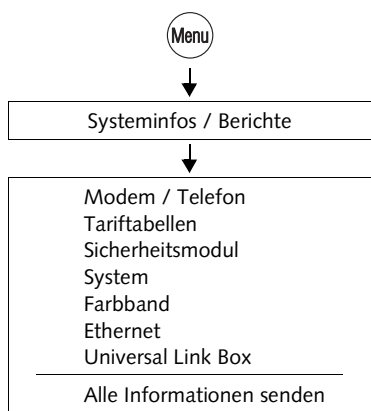 Menu
Systeminfos / Berichte
Modem / Telefon
Tariftabellen
Sicherheitsmodul
System
Farbband
Ethernet
Universal Link Box
Alle Informationen senden